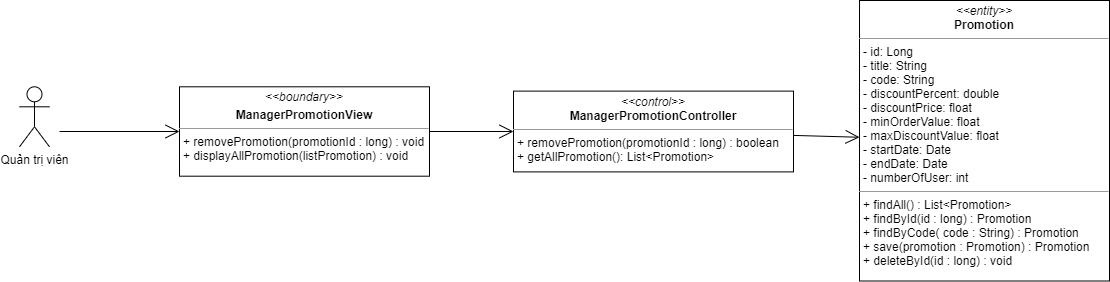 Quản trị viên
<<boundary>>
ManagerPromotionView
+ removePromotion(promotionId : long) : void
+ displayAllPromotion(listPromotion) : void
<<control>>
ManagerPromotionController
+ removePromotion(promotionId : long) : boolean
+ getAllPromotion(): List<Promotion>
<<entity>>
Promotion
- id: Long
- title: String
- code: String
- discountPercent: double
- discountPrice: float
- minOrderValue: float
- maxDiscountValue: float
- startDate: Date
- endDate: Date
- numberOfUser: int
+ findAll() : List<Promotion>
+ findById(id : long) : Promotion
+ findByCode( code : String) : Promotion
+ save(promotion : Promotion) : Promotion
+ deleteById(id : long) : void